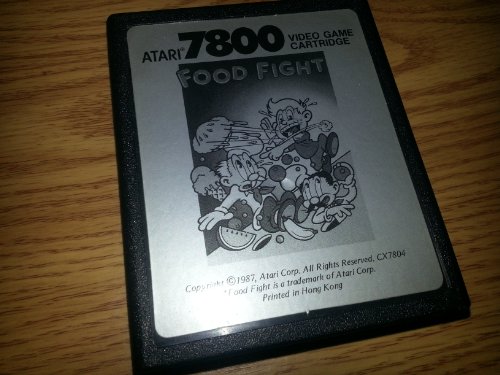 ATARI® 7800 VIDEO GAME CARTRIDGE
FOOD FIGHT
Copyright ©1987, Atari Corp. All Rights Reserved. CX7804
Food Fight is a trademark of Atari Corp.
Printed in Hong Kong